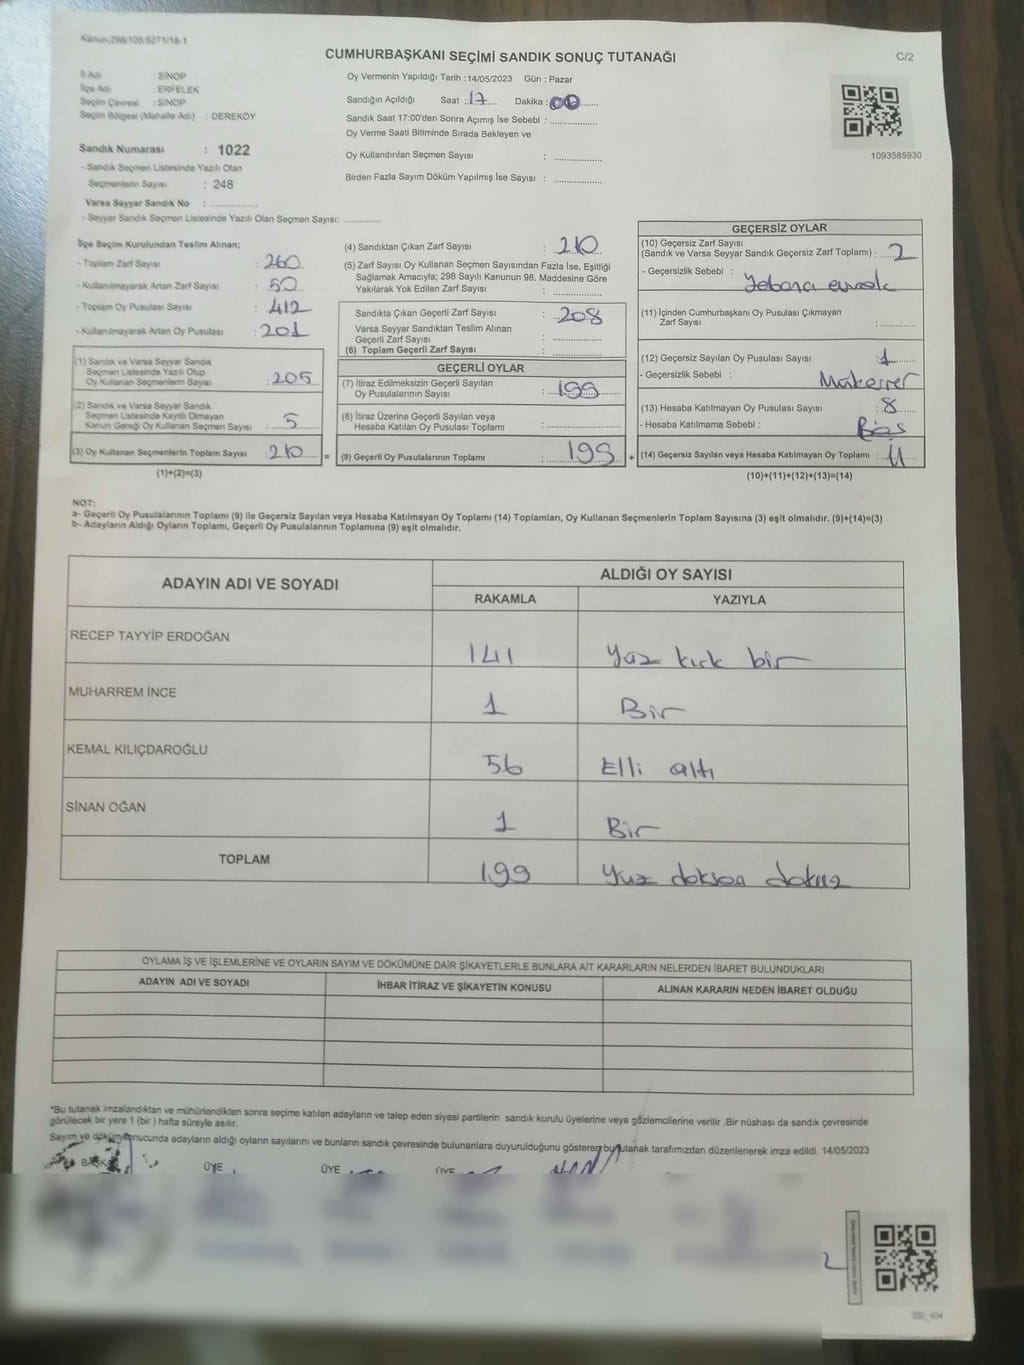 Kanun:298/103;6271/18-1
CUMHURBAŞKANI SEÇİMİ SANDIK SONUÇ TUTANAĞI
C/2
İl Adı : SİNOP
İlçe Adı : ERFELEK
Seçim Çevresi : SİNOP
Seçim Bölgesi (Mahalle Adı) : DEREKÖY
Sandık Numarası : 1022
- Sandık Seçmen Listesinde Yazılı Olan
Seçmenlerin Sayısı : 248
Varsa Seyyar Sandık No : ..............
- Seyyar Sandık Seçmen Listesinde Yazılı Olan Seçmen Sayısı: ............
Oy Vermenin Yapıldığı Tarih :14/05/2023 Gün : Pazar
Sandığın Açıldığı Saat :17.... Dakika :00......
Sandık Saat 17:00'den Sonra Açımış İse Sebebi : ................
Oy Verme Saati Bitiminde Sırada Bekleyen ve
Oy Kullandırılan Seçmen Sayısı : ................
Birden Fazla Sayım Döküm Yapılmış İse Sayısı : ................
1093585930
İlçe Seçim Kurulundan Teslim Alınan;
- Toplam Zarf Sayısı : 260
- Kullanılmayarak Artan Zarf Sayısı : 50
- Toplam Oy Pusulası Sayısı : 412
- Kullanılmayarak Artan Oy Pusulası : 201
(1) Sandık ve Varsa Seyyar Sandık
Seçmen Listesinde Yazılı Olup
Oy Kullanan Seçmenlerin Sayısı : 205
(2) Sandık ve Varsa Seyyar Sandık
Seçmen Listesinde Kayıtlı Olmayan
Kanun Gereği Oy Kullanan Seçmen Sayısı : 5
(3) Oy Kullanan Seçmenlerin Toplam Sayısı : 210
(1)+(2)=(3)
(4) Sandıktan Çıkan Zarf Sayısı : 210
(5) Zarf Sayısı Oy Kullanan Seçmen Sayısından Fazla İse, Eşitliği
Sağlamak Amacıyla; 298 Sayılı Kanunun 98. Maddesine Göre
Yakılarak Yok Edilen Zarf Sayısı : ................
Sandıkta Çıkan Geçerli Zarf Sayısı : 208
Varsa Seyyar Sandıktan Teslim Alınan
Geçerli Zarf Sayısı : ................
(6) Toplam Geçerli Zarf Sayısı : ................
GEÇERLİ OYLAR
(7) İtiraz Edilmeksizin Geçerli Sayılan
Oy Pusulalarının Sayısı : 199
(8) İtiraz Üzerine Geçerli Sayılan veya
Hesaba Katılan Oy Pusulası Toplamı : ................
= (9) Geçerli Oy Pusulalarının Toplamı : 199 +
GEÇERSİZ OYLAR
(10) Geçersiz Zarf Sayısı
(Sandık ve Varsa Seyyar Sandık Geçersiz Zarf Toplamı) : 2
- Geçersizlik Sebebi : Yabancı evrak
(11) İçinden Cumhurbaşkanı Oy Pusulası Çıkmayan
Zarf Sayısı : ..........
(12) Geçersiz Sayılan Oy Pusulası Sayısı : 1
- Geçersizlik Sebebi : Mükerrer
(13) Hesaba Katılmayan Oy Pusulası Sayısı : 8
- Hesaba Katılmama Sebebi : Boş
(14) Geçersiz Sayılan veya Hesaba Katılmayan Oy Toplamı : 11
(10)+(11)+(12)+(13)=(14)
NOT:
a- Geçerli Oy Pusulalarının Toplamı (9) ile Geçersiz Sayılan veya Hesaba Katılmayan Oy Toplamı (14) Toplamları, Oy Kullanan Seçmenlerin Toplam Sayısına (3) eşit olmalıdır. (9)+(14)=(3)
b- Adayların Aldığı Oyların Toplamı, Geçerli Oy Pusulalarının Toplamına (9) eşit olmalıdır.
ADAYIN ADI VE SOYADI
ALDIĞI OY SAYISI
RAKAMLA YAZIYLA
RECEP TAYYİP ERDOĞAN 141 Yüz kırk bir
MUHARREM İNCE 1 Bir
KEMAL KILIÇDAROĞLU 56 Elli altı
SİNAN OĞAN 1 Bir
TOPLAM 199 Yüz doksan dokuz
OYLAMA İŞ VE İŞLEMLERİNE VE OYLARIN SAYIM VE DÖKÜMÜNE DAİR ŞİKAYETLERLE BUNLARA AİT KARARLARIN NELERDEN İBARET BULUNDUKLARI
ADAYIN ADI VE SOYADI İHBAR İTİRAZ VE ŞİKAYETİN KONUSU ALINAN KARARIN NEDEN İBARET OLDUĞU
*Bu tutanak imzalandıktan ve mühürlendikten sonra seçime katılan adayların ve talep eden siyasi partilerin sandık kurulu üyelerine veya gözlemcilerine verilir .Bir nüshası da sandık çevresinde
görülecek bir yere 1 (bir ) hafta süreyle asılır.
Sayım ve döküm sonucunda adayların aldığı oyların sayılarını ve bunların sandık çevresinde bulunanlara duyurulduğunu gösteren bu tutanak tarafımızdan düzenlenerek imza edildi. 14/05/2023
ÜYE ÜYE ÜYE